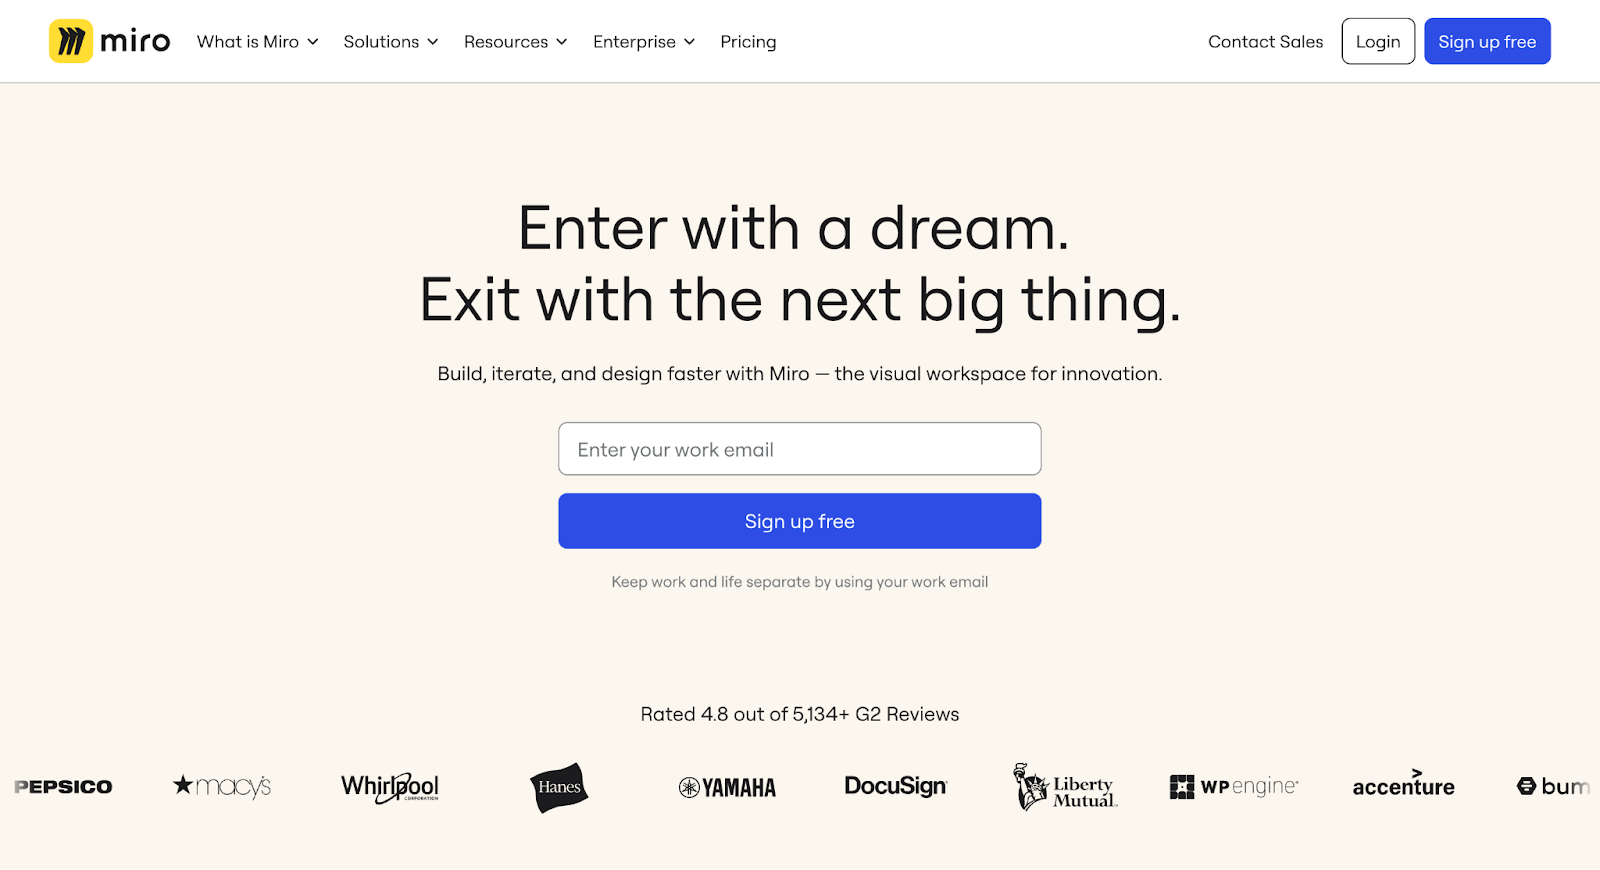 miro What is Miro Solutions Resources Enterprise Pricing Contact Sales Login Sign up free
Enter with a dream.
Exit with the next big thing.
Build, iterate, and design faster with Miro — the visual workspace for innovation.
Enter your work email
Sign up free
Keep work and life separate by using your work email
Rated 4.8 out of 5,134+ G2 Reviews
PEPSICO macy's Whirlpool CORPORATION Hanes YAMAHA DocuSign Liberty Mutual. WP engine accenture bum